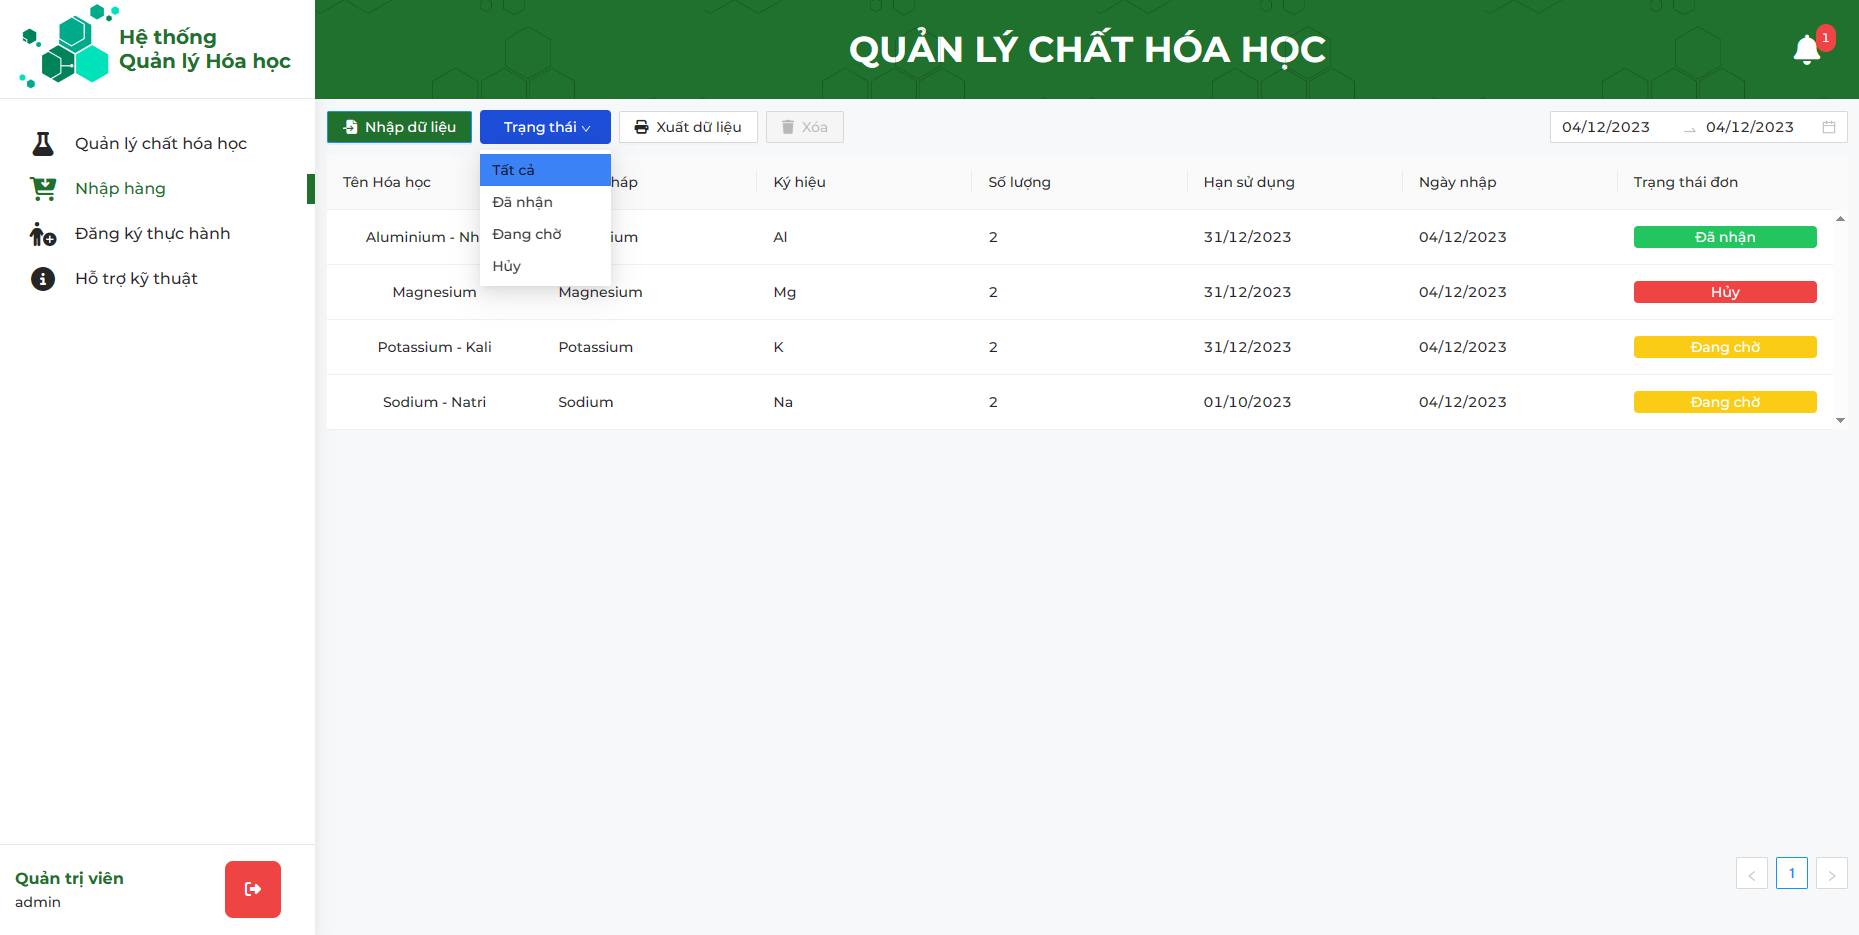 Hệ thống
Quản lý Hóa học
QUẢN LÝ CHẤT HÓA HỌC
1
Quản lý chất hóa học
Nhập hàng
Đăng ký thực hành
Hỗ trợ kỹ thuật
Nhập dữ liệu Trạng thái Xuất dữ liệu Xóa 04/12/2023 04/12/2023
Tất cả
Đã nhận
Đang chờ
Hủy
Tên Hóa học háp Ký hiệu Số lượng Hạn sử dụng Ngày nhập Trạng thái đơn
Aluminium - Nh ium Al 2 31/12/2023 04/12/2023 Đã nhận
Magnesium Magnesium Mg 2 31/12/2023 04/12/2023 Hủy
Potassium - Kali Potassium K 2 31/12/2023 04/12/2023 Đang chờ
Sodium - Natri Sodium Na 2 01/10/2023 04/12/2023 Đang chờ
< 1 >
Quản trị viên
admin